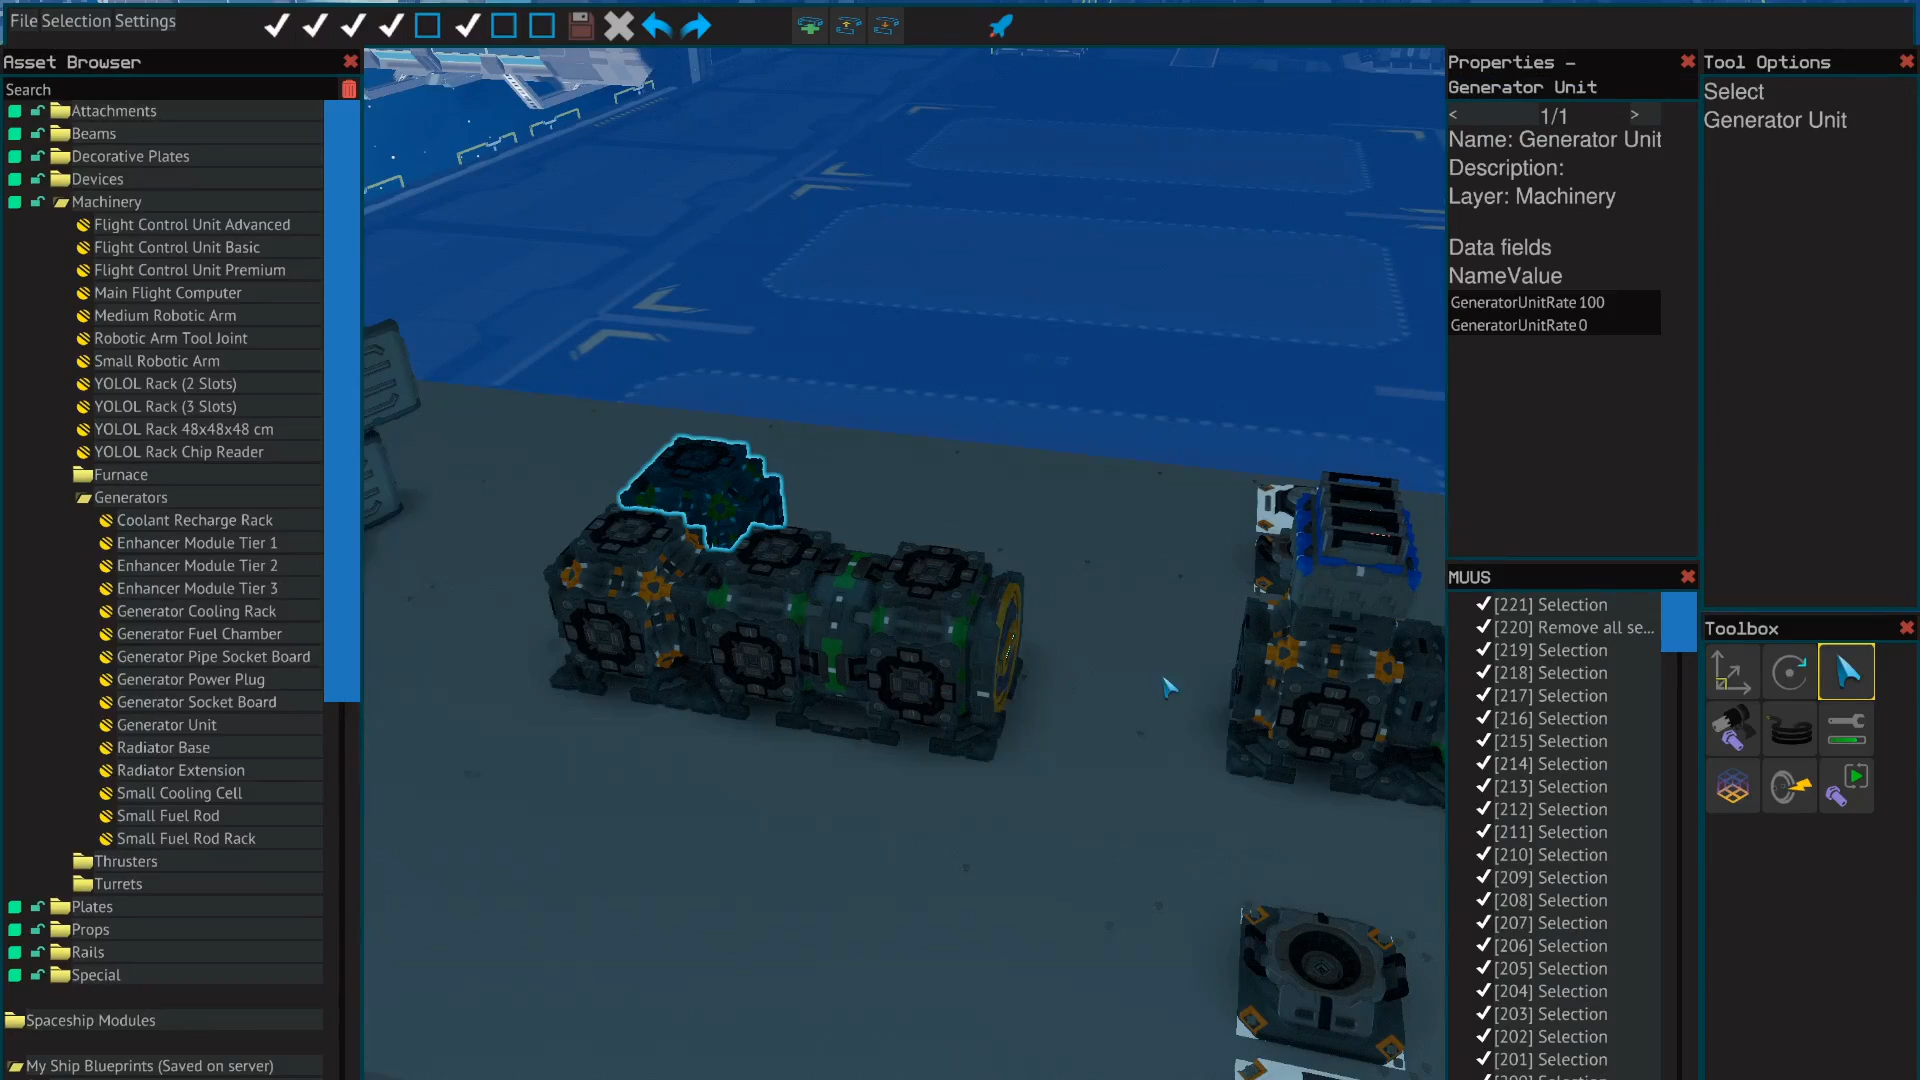 File Selection Settings
Asset Browser
Search
Attachments
Beams
Decorative Plates
Devices
Machinery
Flight Control Unit Advanced
Flight Control Unit Basic
Flight Control Unit Premium
Main Flight Computer
Medium Robotic Arm
Robotic Arm Tool Joint
Small Robotic Arm
YOLOL Rack (2 Slots)
YOLOL Rack (3 Slots)
YOLOL Rack 48x48x48 cm
YOLOL Rack Chip Reader
Furnace
Generators
Coolant Recharge Rack
Enhancer Module Tier 1
Enhancer Module Tier 2
Enhancer Module Tier 3
Generator Cooling Rack
Generator Fuel Chamber
Generator Pipe Socket Board
Generator Power Plug
Generator Socket Board
Generator Unit
Radiator Base
Radiator Extension
Small Cooling Cell
Small Fuel Rod
Small Fuel Rod Rack
Thrusters
Turrets
Plates
Props
Rails
Special
Spaceship Modules
My Ship Blueprints (Saved on server)
Properties -
Generator Unit
< 1/1 >
Name: Generator Unit
Description:
Layer: Machinery
Data fields
NameValue
GeneratorUnitRate 100
GeneratorUnitRate 0
MUUS
[221] Selection
[220] Remove all se...
[219] Selection
[218] Selection
[217] Selection
[216] Selection
[215] Selection
[214] Selection
[213] Selection
[212] Selection
[211] Selection
[210] Selection
[209] Selection
[208] Selection
[207] Selection
[206] Selection
[205] Selection
[204] Selection
[203] Selection
[202] Selection
[201] Selection
Tool Options
Select
Generator Unit
Toolbox